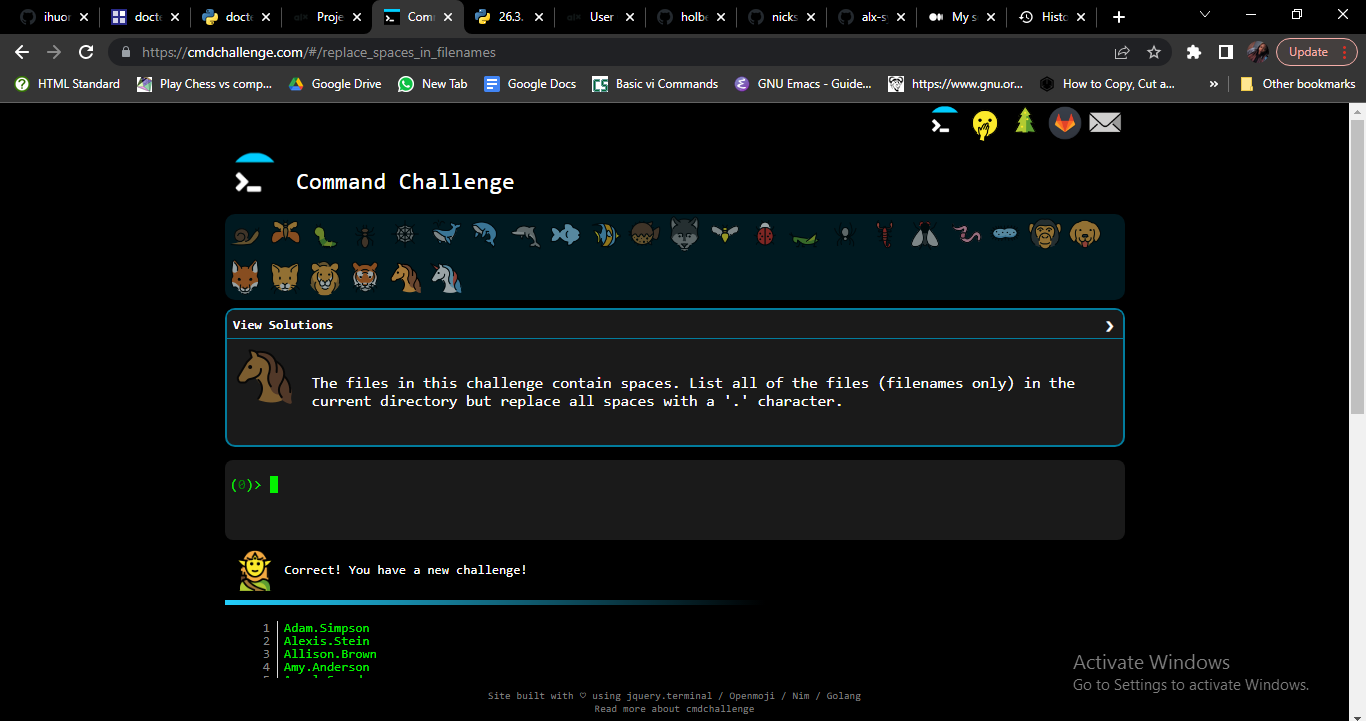 ihuor
docte
docte
Proje
Com
26.3.
User
holbe
nicks
alx-s
My s
Histo
https://cmdchallenge.com/#/replace_spaces_in_filenames
Update
HTML Standard
Play Chess vs comp...
Google Drive
New Tab
Google Docs
Basic vi Commands
GNU Emacs - Guide...
https://www.gnu.or...
How to Copy, Cut a...
»
Other bookmarks
Command Challenge
View Solutions
The files in this challenge contain spaces. List all of the files (filenames only) in the
current directory but replace all spaces with a '.' character.
(0)>
Correct! You have a new challenge!
1 Adam.Simpson
2 Alexis.Stein
3 Allison.Brown
4 Amy.Anderson
Activate Windows
Go to Settings to activate Windows.
Site built with ♡ using jquery.terminal / Openmoji / Nim / Golang
Read more about cmdchallenge